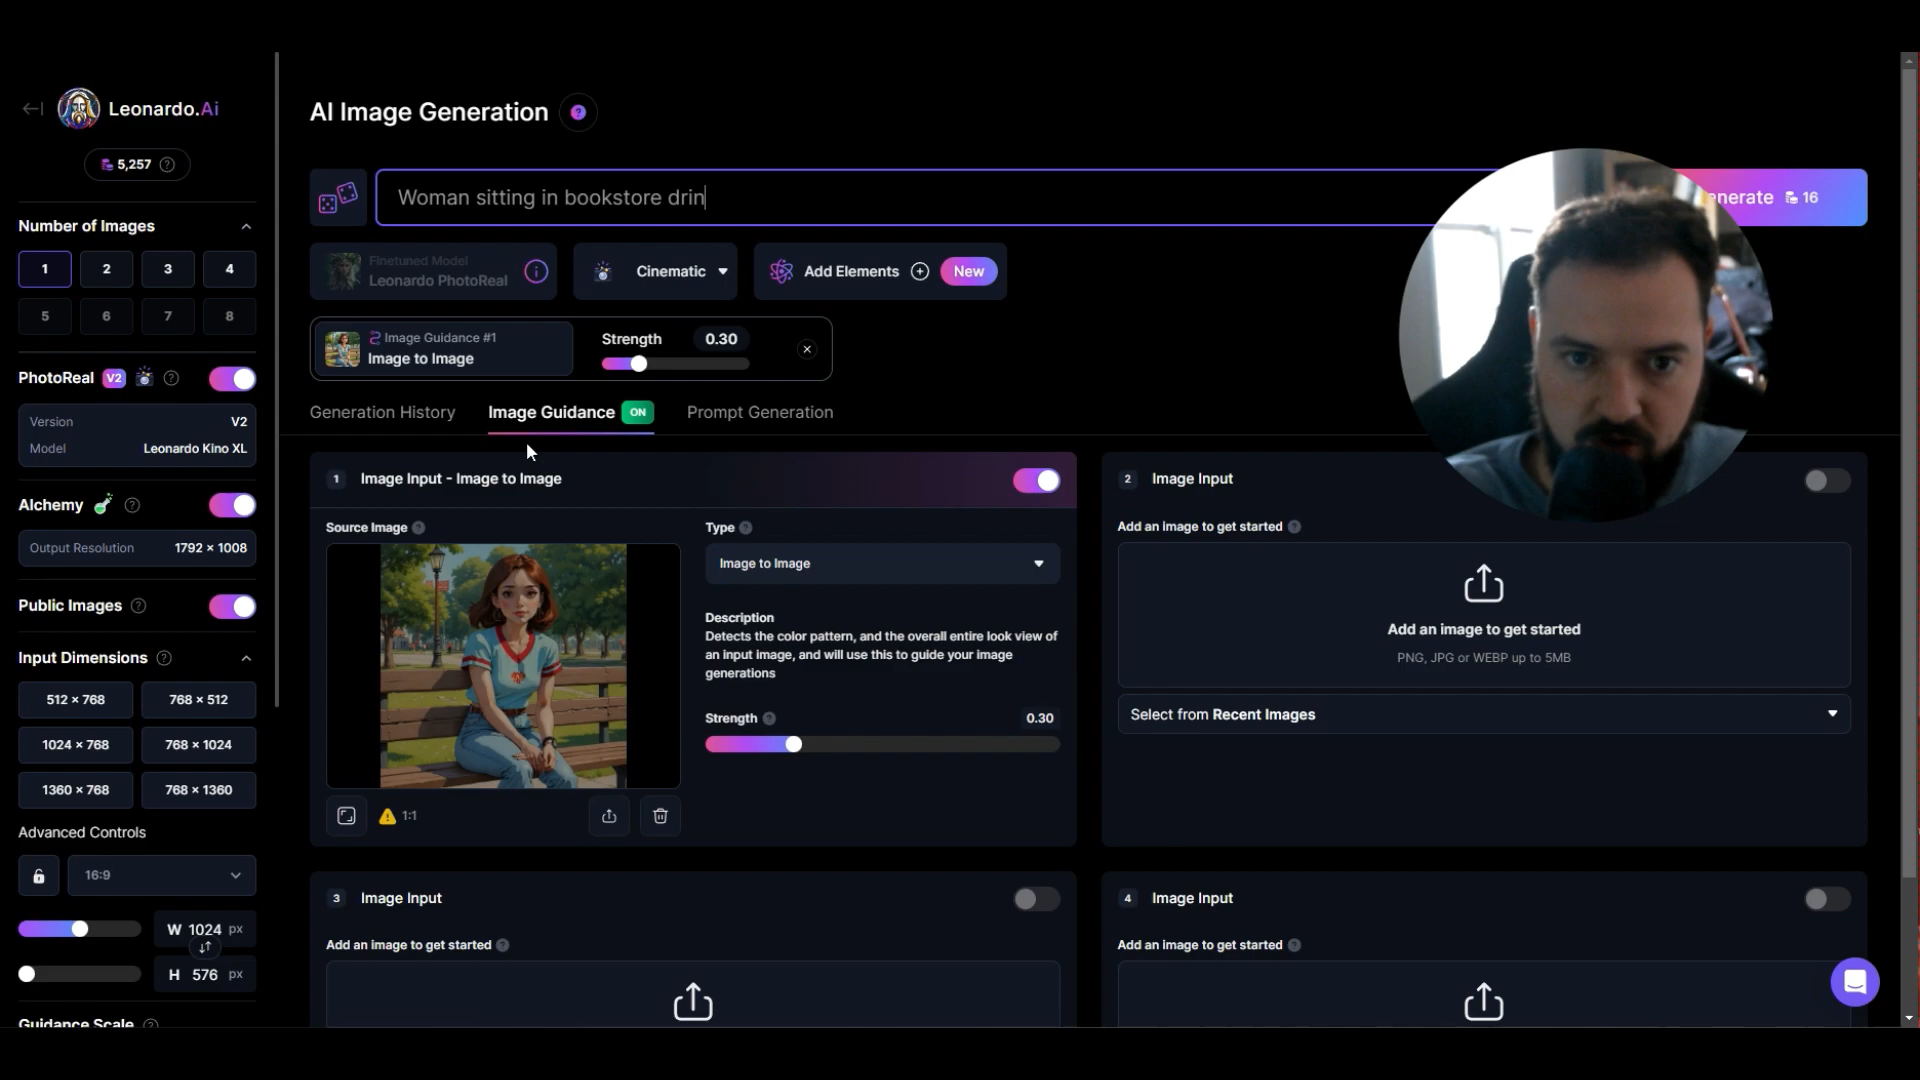 Leonardo.Ai
5,257
Number of Images
1 2 3 4
5 6 7 8
PhotoReal V2
Version V2
Model Leonardo Kino XL
Alchemy
Output Resolution 1792 × 1008
Public Images
Input Dimensions
512 × 768 768 × 512
1024 × 768 768 × 1024
1360 × 768 768 × 1360
Advanced Controls
16:9
W 1024 px
H 576 px
Guidance Scale
AI Image Generation
Woman sitting in bookstore drin
nerate 16
Finetuned Model
Leonardo PhotoReal
Cinematic
Add Elements New
Image Guidance #1
Image to Image
Strength 0.30
Generation History Image Guidance ON Prompt Generation
1 Image Input - Image to Image
Source Image
1:1
Type
Image to Image
Description
Detects the color pattern, and the overall entire look view of
an input image, and will use this to guide your image
generations
Strength 0.30
2 Image Input
Add an image to get started
Add an image to get started
PNG, JPG or WEBP up to 5MB
Select from Recent Images
3 Image Input
Add an image to get started
4 Image Input
Add an image to get started